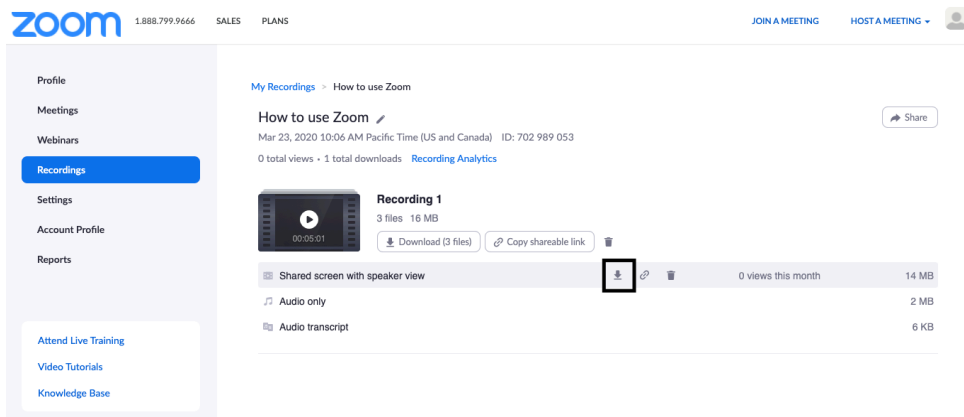 zoom 1.888.799.9666 SALES PLANS JOIN A MEETING HOST A MEETING
Profile
Meetings
Webinars
Recordings
Settings
Account Profile
Reports
Attend Live Training
Video Tutorials
Knowledge Base
My Recordings > How to use Zoom
How to use Zoom
Share
Mar 23, 2020 10:06 AM Pacific Time (US and Canada) ID: 702 989 053
0 total views • 1 total downloads Recording Analytics
00:05:01
Recording 1
3 files 16 MB
Download (3 files) Copy shareable link
Shared screen with speaker view 0 views this month 14 MB
Audio only 2 MB
Audio transcript 6 KB